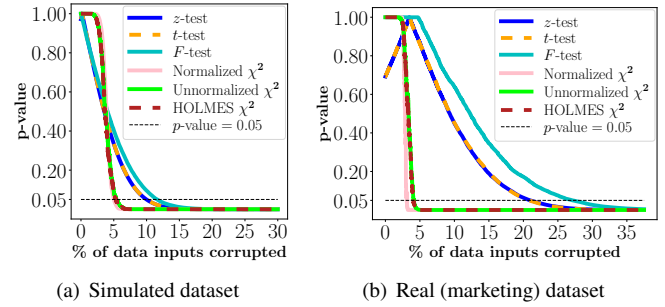 1.00
0.80
0.60
0.40
0.20
0.05
p-value
z-test
t-test
F-test
Normalized χ²
Unnormalized χ²
HOLMES χ²
p-value = 0.05
0 5 10 15 20 25 30
% of data inputs corrupted
(a) Simulated dataset
1.00
0.80
0.60
0.40
0.20
0.05
p-value
z-test
t-test
F-test
Normalized χ²
Unnormalized χ²
HOLMES χ²
p-value = 0.05
0 5 10 15 20 25 30 35
% of data inputs corrupted
(b) Real (marketing) dataset